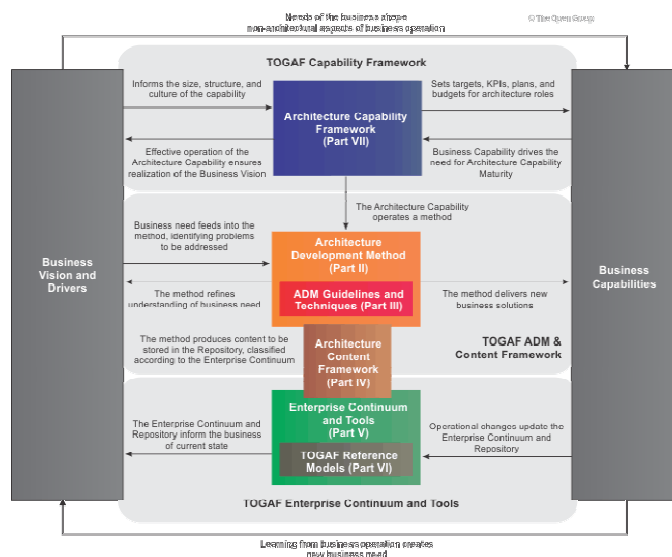 Needs of the business shape
non-architectural aspects of business operation
© The Open Group
TOGAF Capability Framework
Informs the size, structure, and
culture of the capability
Sets targets, KPIs, plans, and
budgets for architecture roles
Architecture Capability
Framework
(Part VII)
Effective operation of the
Architecture Capability ensures
realization of the Business Vision
Business Capability drives the
need for Architecture Capability
Maturity
The Architecture Capability
operates a method
Business need feeds into the
method, identifying problems
to be addressed
Architecture
Development Method
(Part II)
Business
Vision and
Drivers
Business
Capabilities
ADM Guidelines and
Techniques (Part III)
The method refines
understanding of business need
The method delivers new
business solutions
The method produces content to be
stored in the Repository, classified
according to the Enterprise Continuum
Architecture
Content
Framework
(Part IV)
TOGAF ADM &
Content Framework
Enterprise Continuum
and Tools
(Part V)
The Enterprise Continuum and
Repository inform the business
of current state
Operational changes update the
Enterprise Continuum and
Repository
TOGAF Reference
Models (Part VI)
TOGAF Enterprise Continuum and Tools
Learning from business operation creates
new business need